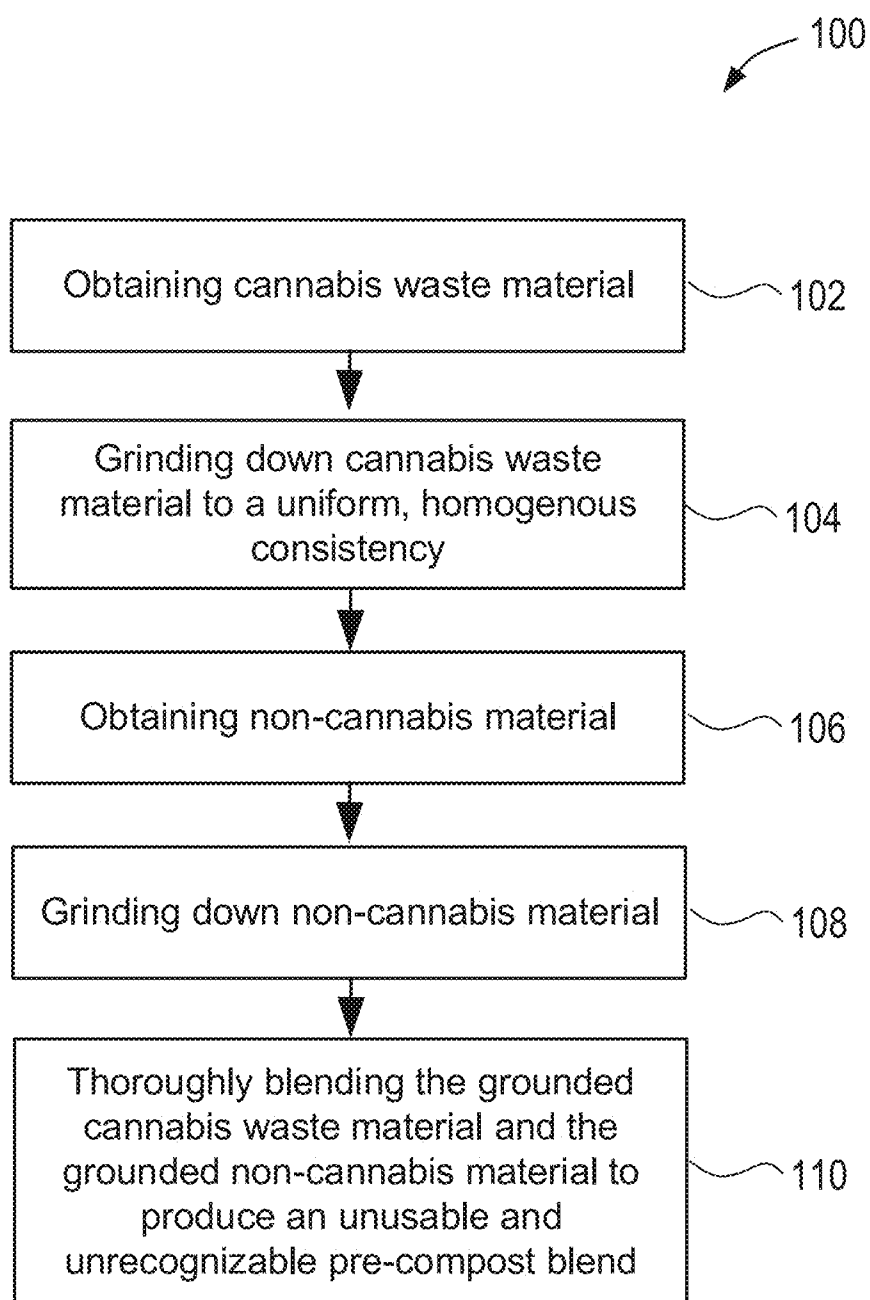 100
Obtaining cannabis waste material
102
Grinding down cannabis waste
material to a uniform, homogenous
consistency
104
Obtaining non-cannabis material
106
Grinding down non-cannabis material
108
Thoroughly blending the grounded
cannabis waste material and the
grounded non-cannabis material to
produce an unusable and
unrecognizable pre-compost blend
110